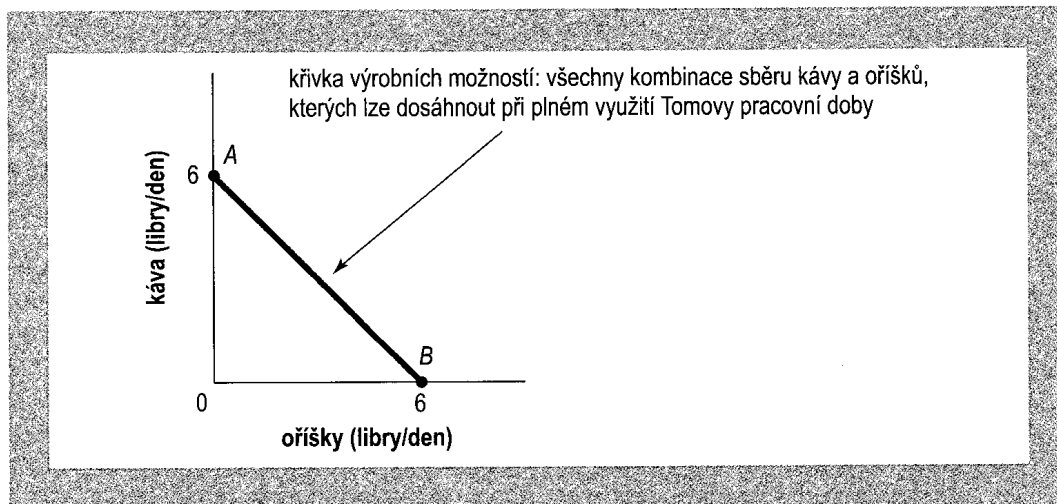 křivka výrobních možností: všechny kombinace sběru kávy a oříšků,
kterých lze dosáhnout při plném využití Tomovy pracovní doby
káva (libry/den)
6
A
B
0
6
oříšky (libry/den)